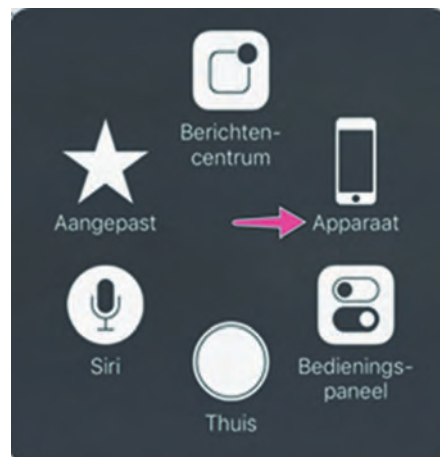 Berichten-
centrum
Aangepast
Apparaat
Siri
Bedienings-
paneel
Thuis